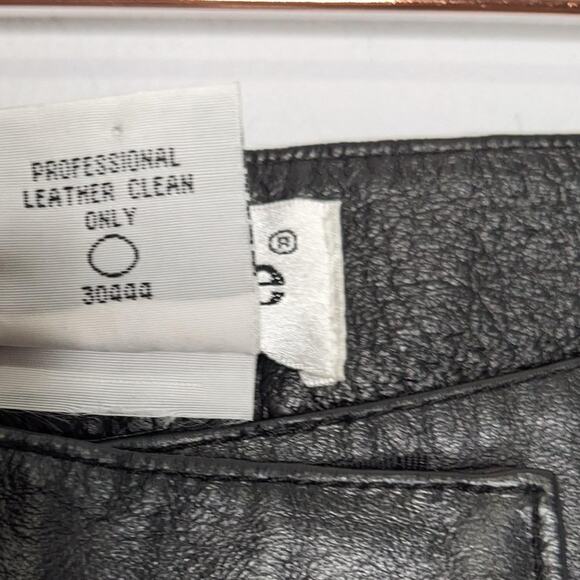 PROFESSIONAL
LEATHER CLEAN
ONLY
30444
e®